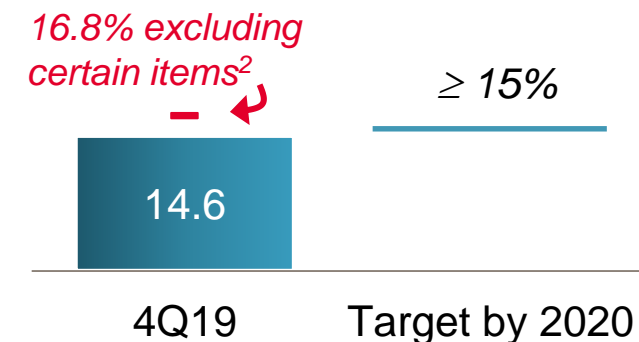 16.8% excluding
certain items2
≥ 15%
14.6
4Q19
Target by 2020